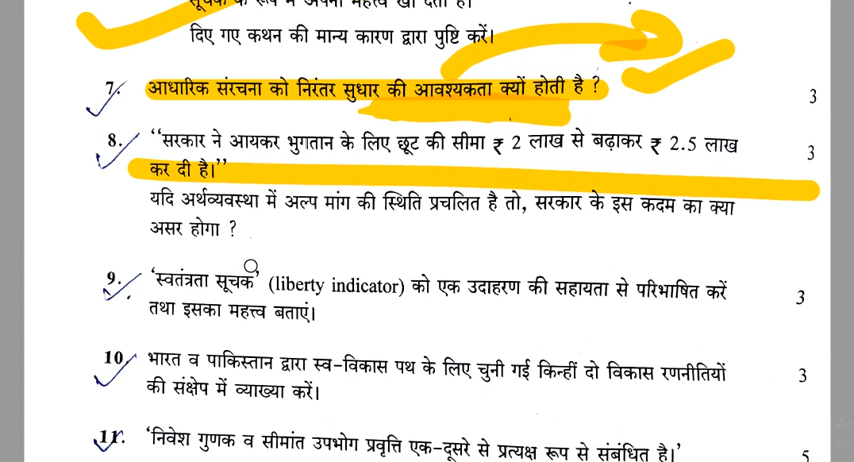 सूचक के रूप में अपना महत्त्व खो देता है।
दिए गए कथन की मान्य कारण द्वारा पुष्टि करें।
7. आधारिक संरचना को निरंतर सुधार की आवश्यकता क्यों होती है ? 3
8. “सरकार ने आयकर भुगतान के लिए छूट की सीमा ₹ 2 लाख से बढ़ाकर ₹ 2.5 लाख 3
कर दी है।”
यदि अर्थव्यवस्था में अल्प मांग की स्थिति प्रचलित है तो, सरकार के इस कदम का क्या
असर होगा ?
9. ‘स्वतंत्रता सूचक’ (liberty indicator) को एक उदाहरण की सहायता से परिभाषित करें 3
तथा इसका महत्त्व बताएं।
10. भारत व पाकिस्तान द्वारा स्व-विकास पथ के लिए चुनी गई किन्हीं दो विकास रणनीतियों 3
की संक्षेप में व्याख्या करें।
11. ‘निवेश गुणक व सीमांत उपभोग प्रवृत्ति एक-दूसरे से प्रत्यक्ष रूप से संबंधित है।’ 5